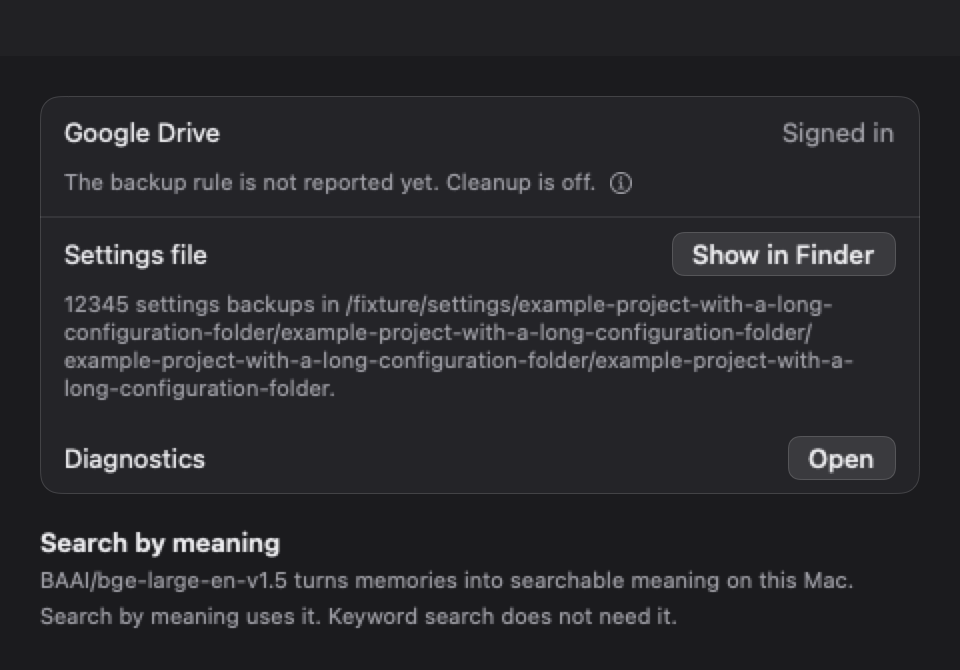 Google Drive
Signed in
The backup rule is not reported yet. Cleanup is off.
Settings file
Show in Finder
12345 settings backups in /fixture/settings/example-project-with-a-long-
configuration-folder/example-project-with-a-long-configuration-folder/
example-project-with-a-long-configuration-folder/example-project-with-a-
long-configuration-folder.
Diagnostics
Open
Search by meaning
BAAI/bge-large-en-v1.5 turns memories into searchable meaning on this Mac.
Search by meaning uses it. Keyword search does not need it.